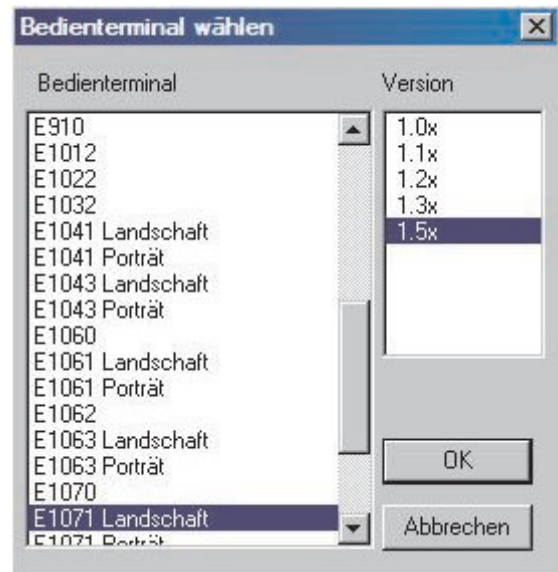 Bedienterminal wählen
Bedienterminal
Version
E910
E1012
E1022
E1032
E1041 Landschaft
E1041 Porträt
E1043 Landschaft
E1043 Porträt
E1060
E1061 Landschaft
E1061 Porträt
E1062
E1063 Landschaft
E1063 Porträt
E1070
E1071 Landschaft
E1071 Porträt
1.0x
1.1x
1.2x
1.3x
1.5x
OK
Abbrechen